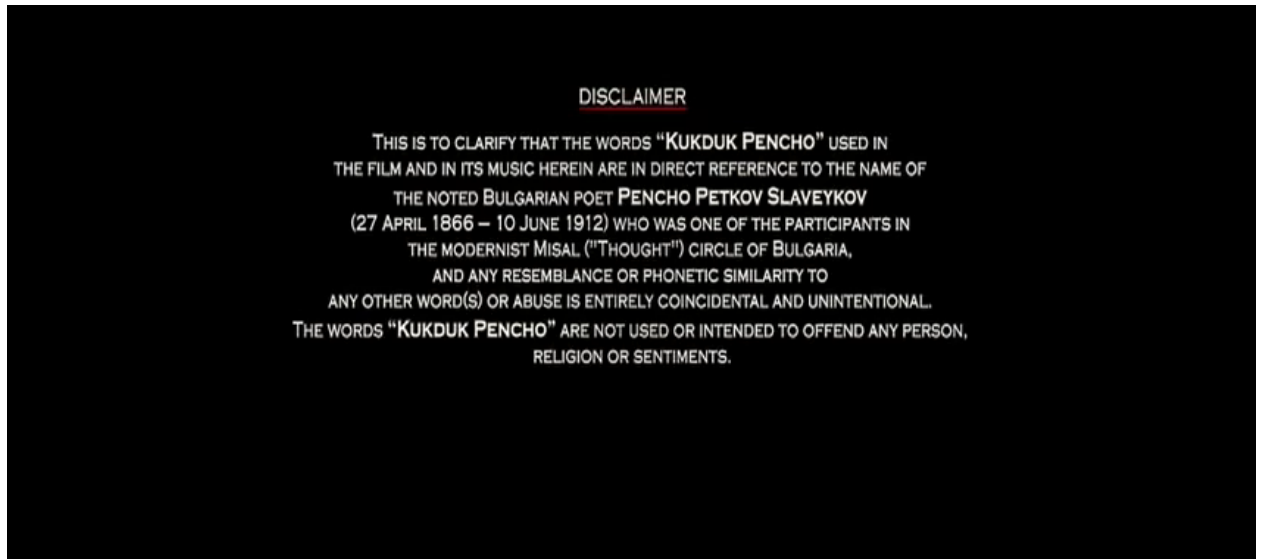 DISCLAIMER
THIS IS TO CLARIFY THAT THE WORDS “KUKDUK PENCHO” USED IN
THE FILM AND IN ITS MUSIC HEREIN ARE IN DIRECT REFERENCE TO THE NAME OF
THE NOTED BULGARIAN POET PENCHO PETKOV SLAVEYKOV
(27 APRIL 1866 – 10 JUNE 1912) WHO WAS ONE OF THE PARTICIPANTS IN
THE MODERNIST MISAL ("THOUGHT") CIRCLE OF BULGARIA,
AND ANY RESEMBLANCE OR PHONETIC SIMILARITY TO
ANY OTHER WORD(S) OR ABUSE IS ENTIRELY COINCIDENTAL AND UNINTENTIONAL.
THE WORDS “KUKDUK PENCHO” ARE NOT USED OR INTENDED TO OFFEND ANY PERSON,
RELIGION OR SENTIMENTS.